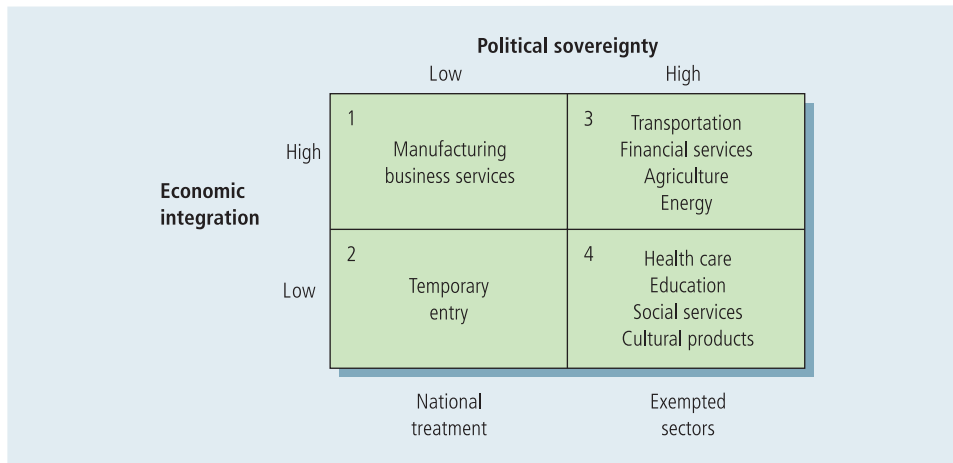 Political sovereignty
Low
High
1
Manufacturing
business services
3
Transportation
Financial services
Agriculture
Energy
High
Economic
integration
2
Temporary
entry
4
Health care
Education
Social services
Cultural products
Low
National
treatment
Exempted
sectors